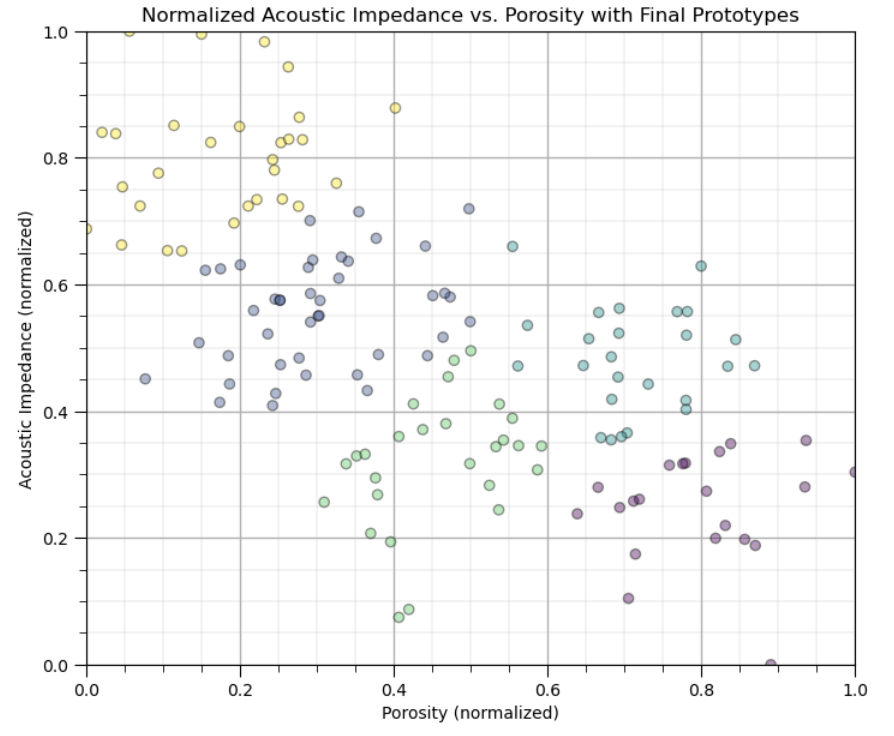 Normalized Acoustic Impedance vs. Porosity with Final Prototypes
1.0
0.8
0.6
0.4
0.2
0.0
Acoustic Impedance (normalized)
0.0 0.2 0.4 0.6 0.8 1.0
Porosity (normalized)